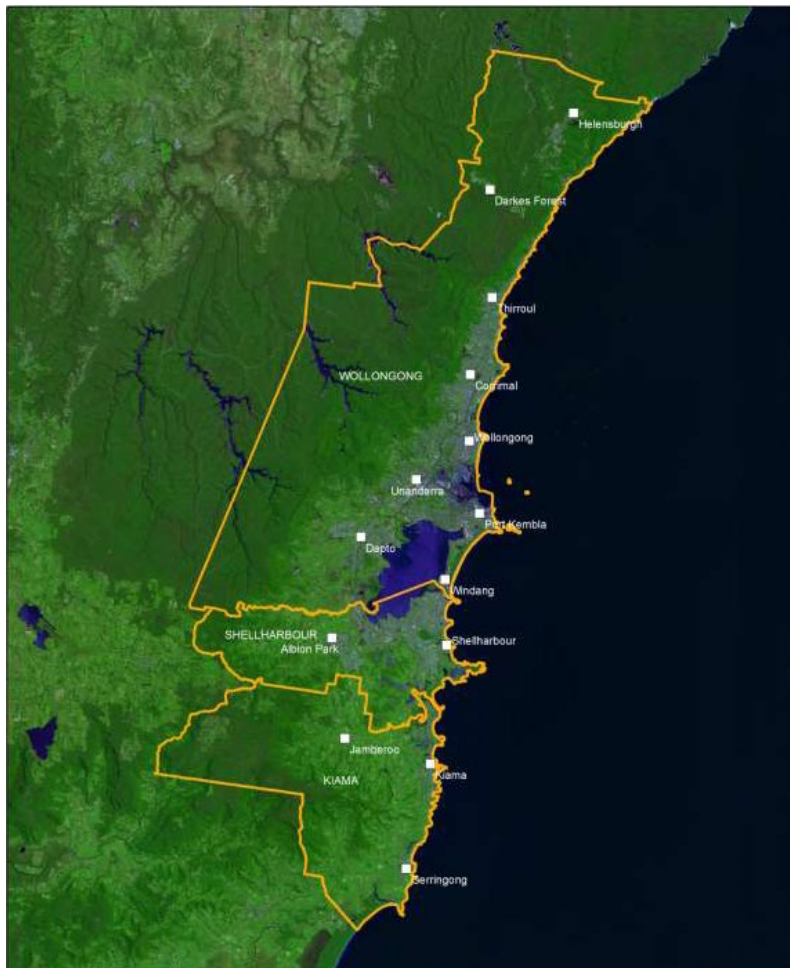 Helensburgh
Darkes Forest
Thirroul
WOLLONGONG
Corrimal
Wollongong
Unanderra
Port Kembla
Dapto
Windang
SHELLHARBOUR
Albion Park
Shellharbour
Jamberoo
KIAMA
Kiama
Gerringong